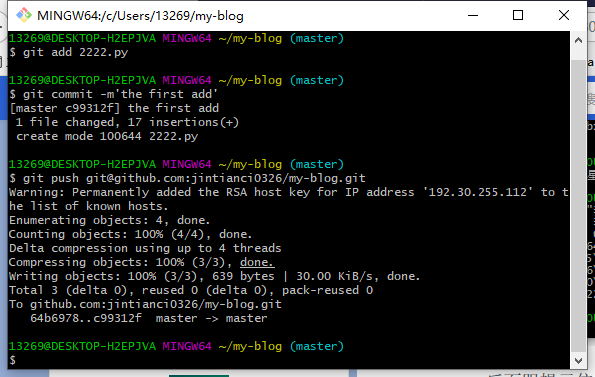 MINGW64:/c/Users/13269/my-blog
13269@DESKTOP-H2EPJVA MINGW64 ~/my-blog (master)
$ git add 2222.py
13269@DESKTOP-H2EPJVA MINGW64 ~/my-blog (master)
$ git commit -m'the first add'
[master c99312f] the first add
1 file changed, 17 insertions(+)
create mode 100644 2222.py
13269@DESKTOP-H2EPJVA MINGW64 ~/my-blog (master)
$ git push git@github.com:jintianci0326/my-blog.git
Warning: Permanently added the RSA host key for IP address '192.30.255.112' to t
he list of known hosts.
Enumerating objects: 4, done.
Counting objects: 100% (4/4), done.
Delta compression using up to 4 threads
Compressing objects: 100% (3/3), done.
Writing objects: 100% (3/3), 639 bytes | 30.00 KiB/s, done.
Total 3 (delta 0), reused 0 (delta 0), pack-reused 0
To github.com:jintianci0326/my-blog.git
64b6978..c99312f  master -> master
13269@DESKTOP-H2EPJVA MINGW64 ~/my-blog (master)
$